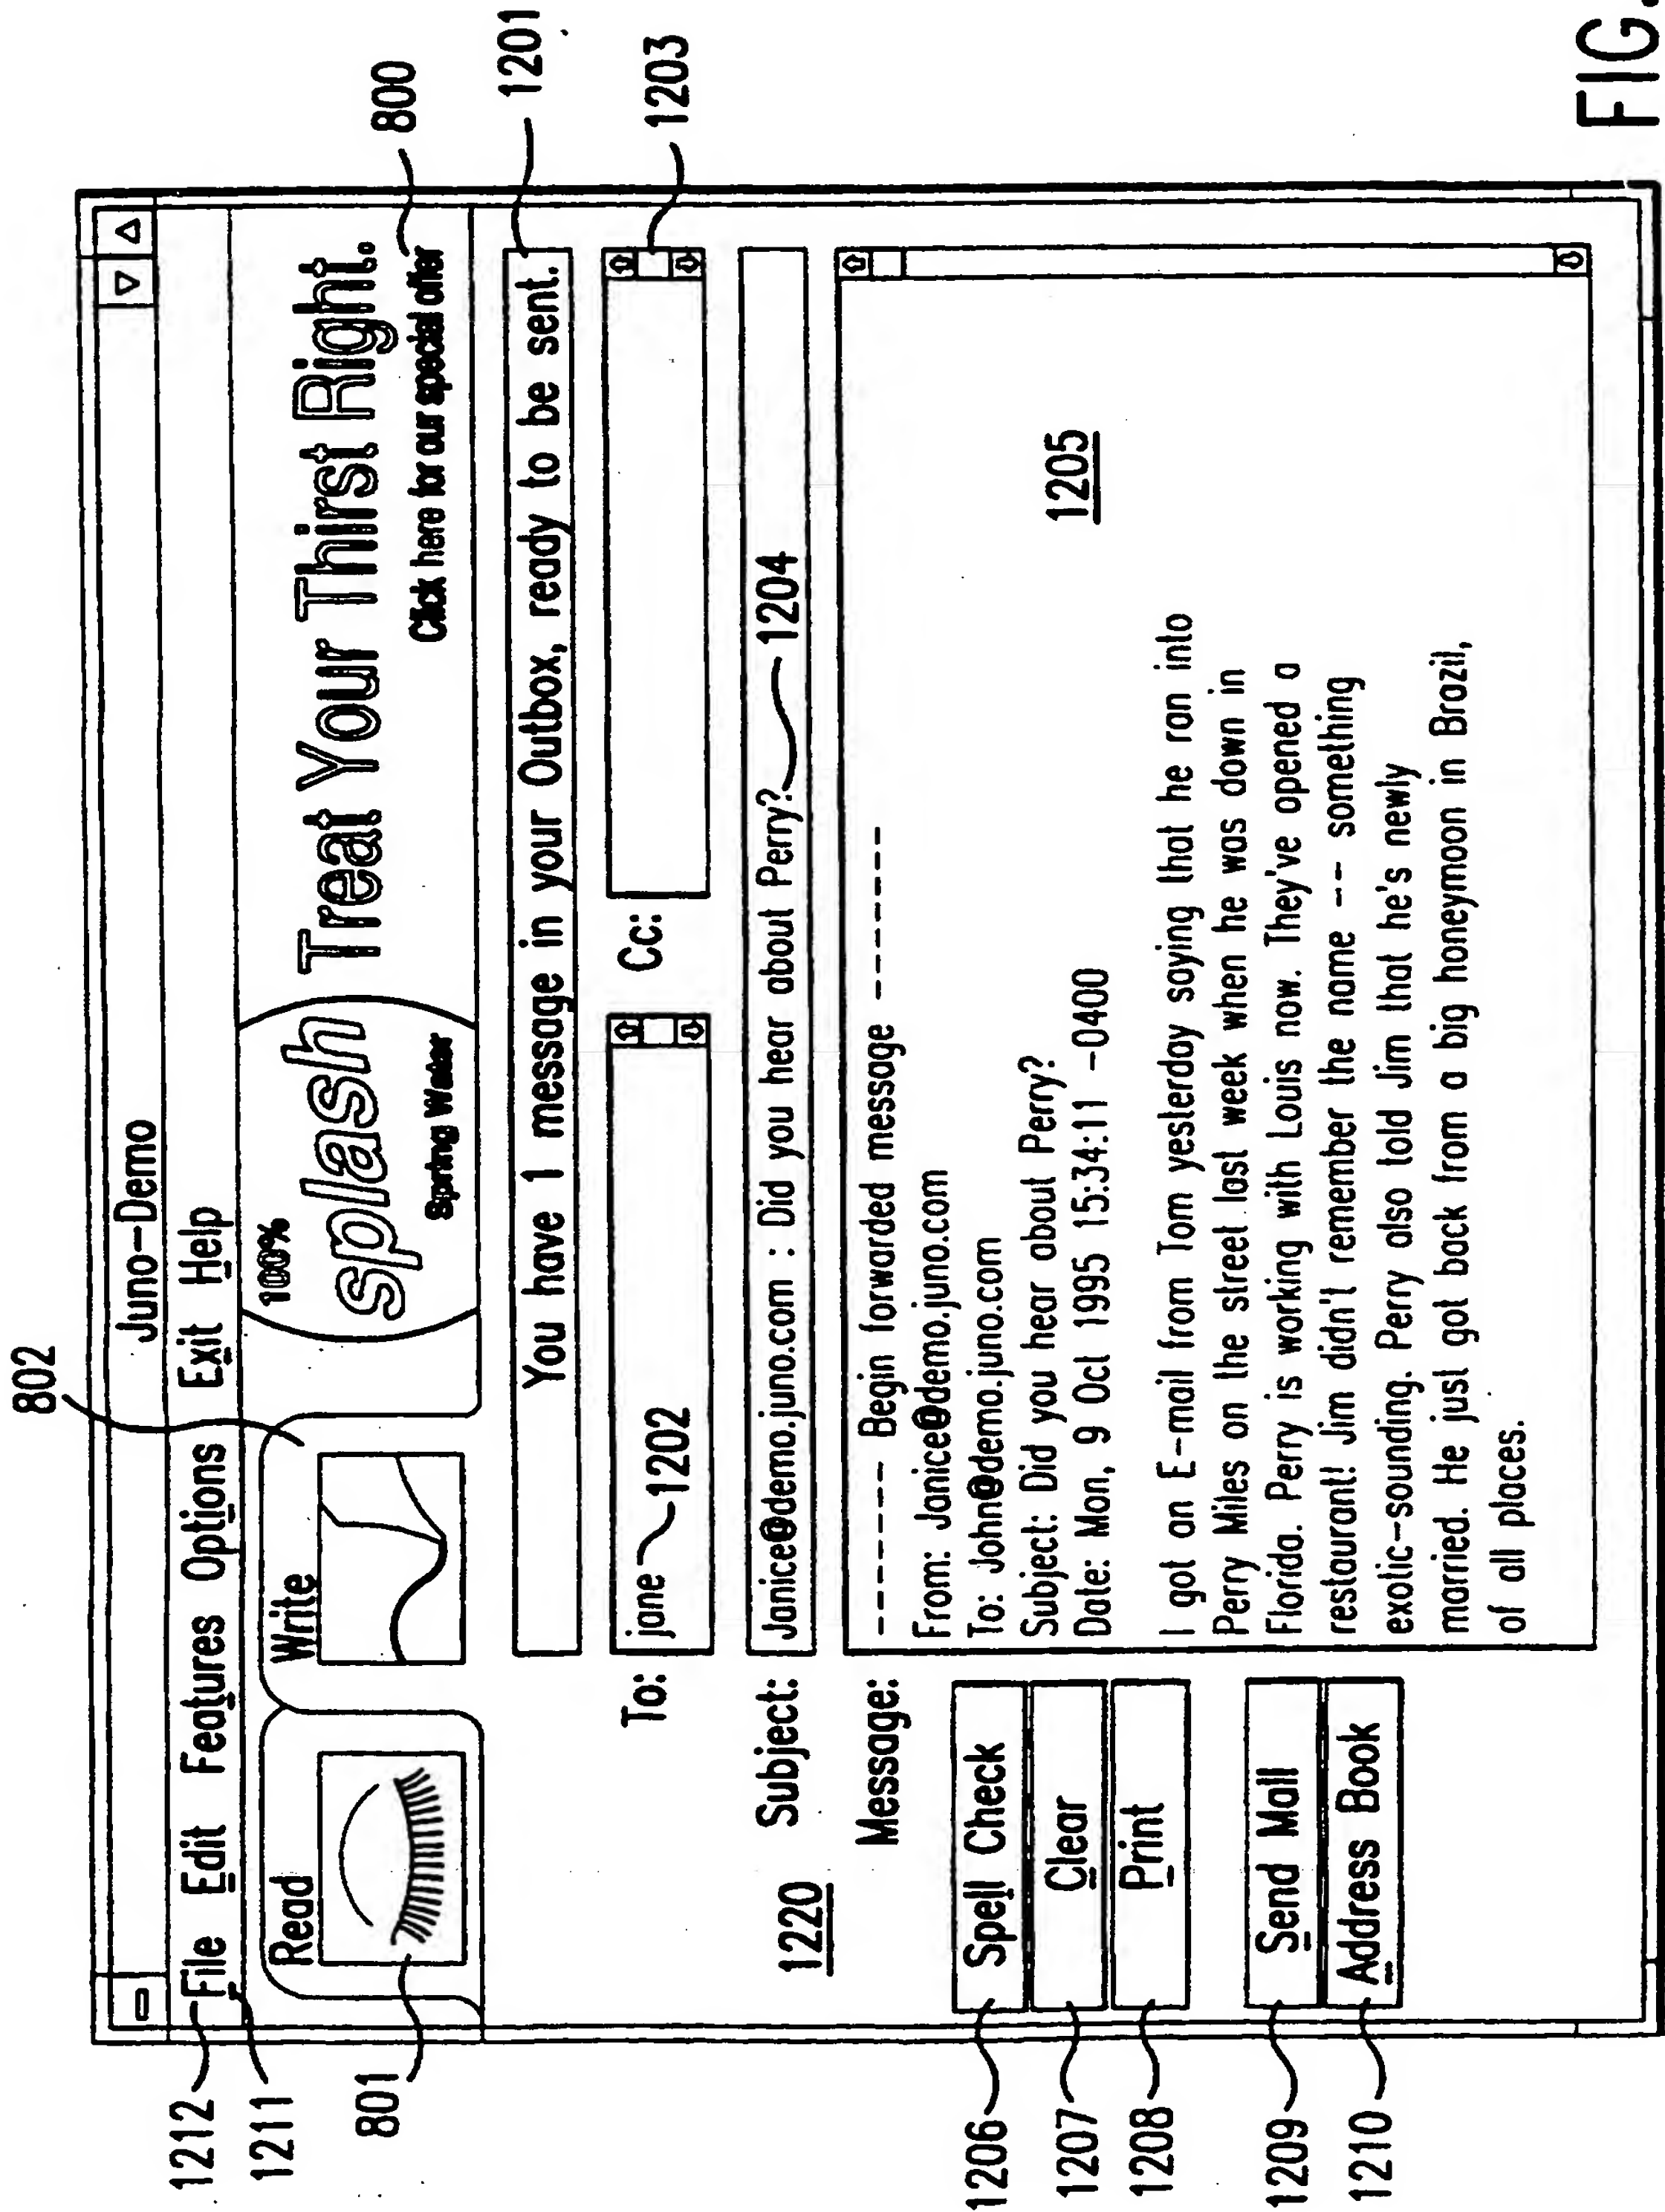 802
Juno-Demo
1212 File Edit Features Options Exit Help
1211
Read
Write
100%
splash
Spring Water
Treat Your Thirst Right.
Click here for our special offer
800
801
You have 1 message in your Outbox, ready to be sent.
1201
To: jane 1202
Cc:
1203
1220
Subject: Janice@demo.juno.com : Did you hear about Perry? 1204
Message:
------- Begin forwarded message ----------
From: Janice@demo.juno.com
To: John@demo.juno.com
Subject: Did you hear about Perry?
Date: Mon, 9 Oct 1995 15:34:11 -0400
1205
I got an E-mail from Tom yesterday saying that he ran into
Perry Miles on the street last week when he was down in
Florida. Perry is working with Louis now. They've opened a
restaurant! Jim didn't remember the name -- something
exotic-sounding. Perry also told Jim that he's newly
married. He just got back from a big honeymoon in Brazil,
of all places.
1206 Spell Check
1207 Clear
1208 Print
1209 Send Mail
1210 Address Book
FIG.